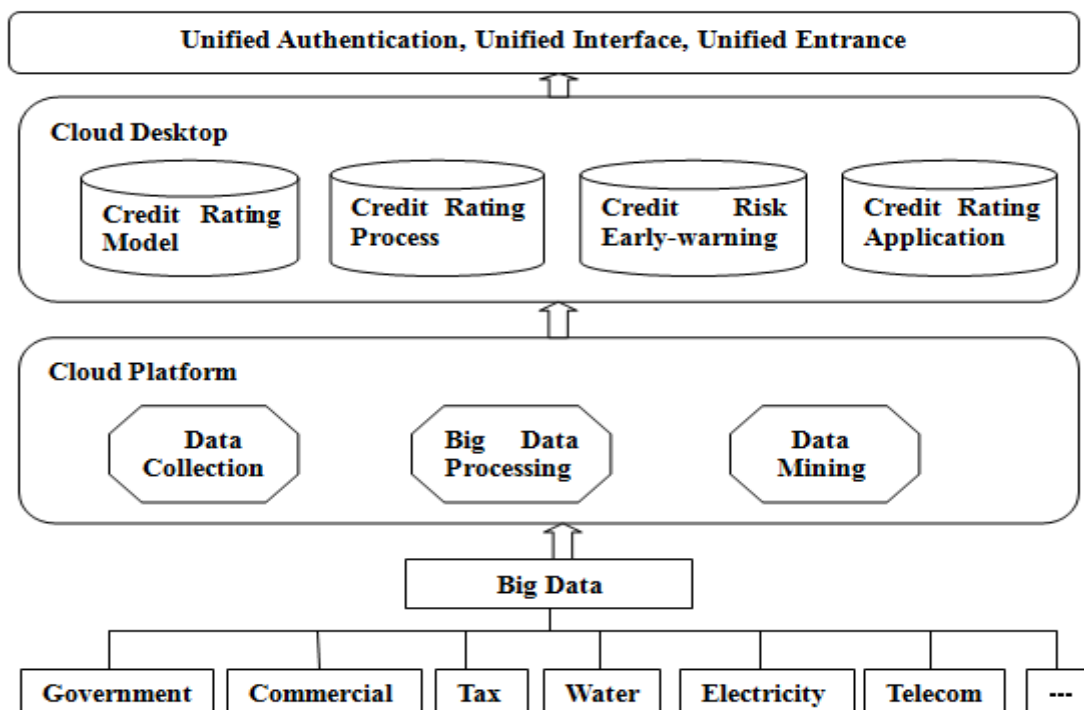 Unified Authentication, Unified Interface, Unified Entrance
Cloud Desktop
Credit Rating
Model
Credit Rating
Process
Credit Risk
Early-warning
Credit Rating
Application
Cloud Platform
Data
Collection
Big Data
Processing
Data
Mining
Big Data
Government
Commercial
Tax
Water
Electricity
Telecom
---